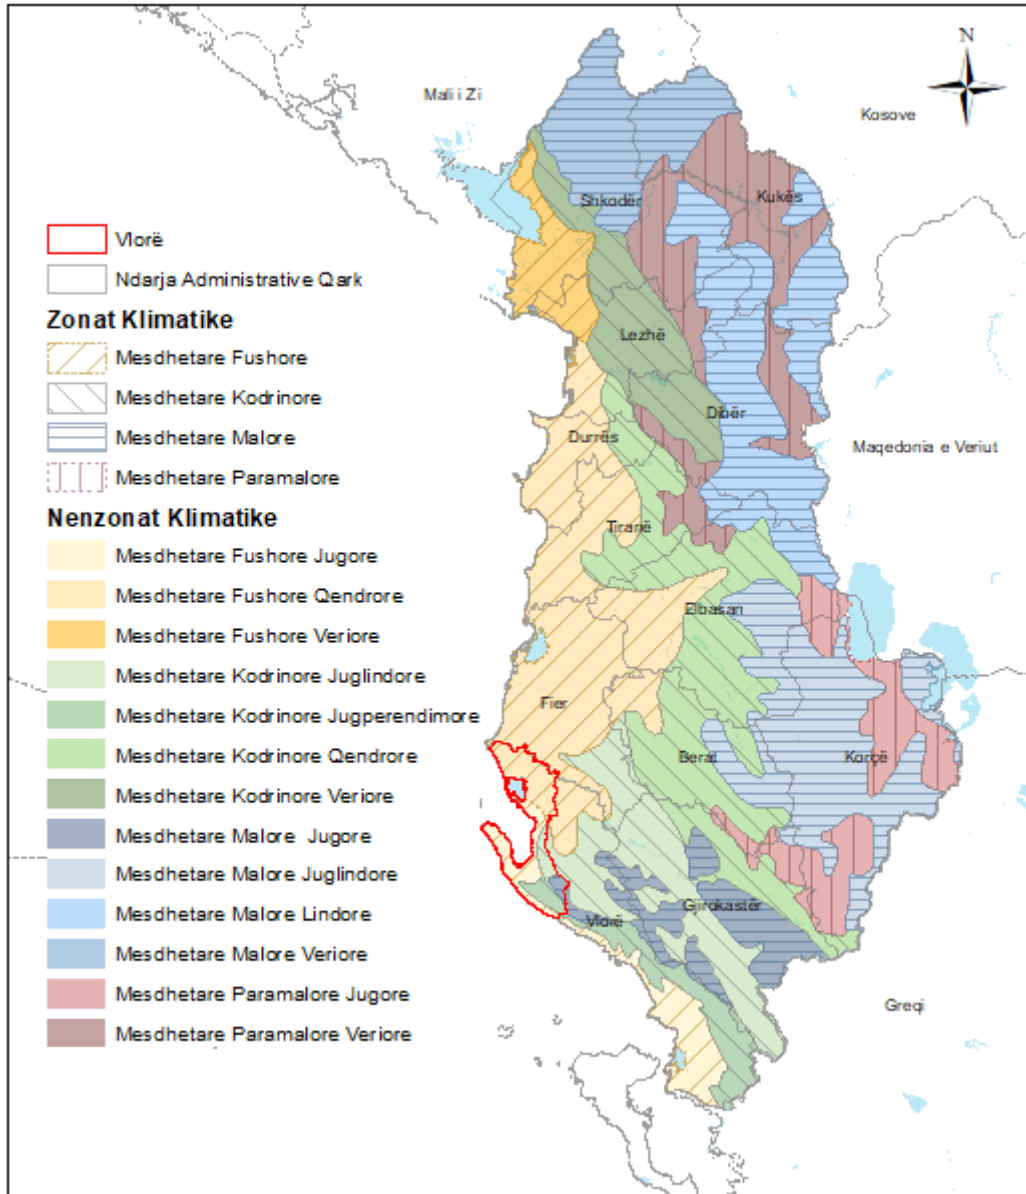 N
Mali i Zi
Kosove
Shkodër
Kukës
Vlorë
Ndarja Administrative Qark
Zonat Klimatike
Mesdhetare Fushore
Mesdhetare Kodrinore
Mesdhetare Malore
Mesdhetare Paramalore
Nenzonat Klimatike
Mesdhetare Fushore Jugore
Mesdhetare Fushore Qendrore
Mesdhetare Fushore Veriore
Mesdhetare Kodrinore Juglindore
Mesdhetare Kodrinore Jugperendimore
Mesdhetare Kodrinore Qendrore
Mesdhetare Kodrinore Veriore
Mesdhetare Malore Jugore
Mesdhetare Malore Juglindore
Mesdhetare Malore Lindore
Mesdhetare Malore Veriore
Mesdhetare Paramalore Jugore
Mesdhetare Paramalore Veriore
Lezhë
Dibër
Durrës
Maqedonia e Veriut
Tiranë
Elbasan
Fier
Berat
Korçë
Gjirokastër
Vlorë
Greqi